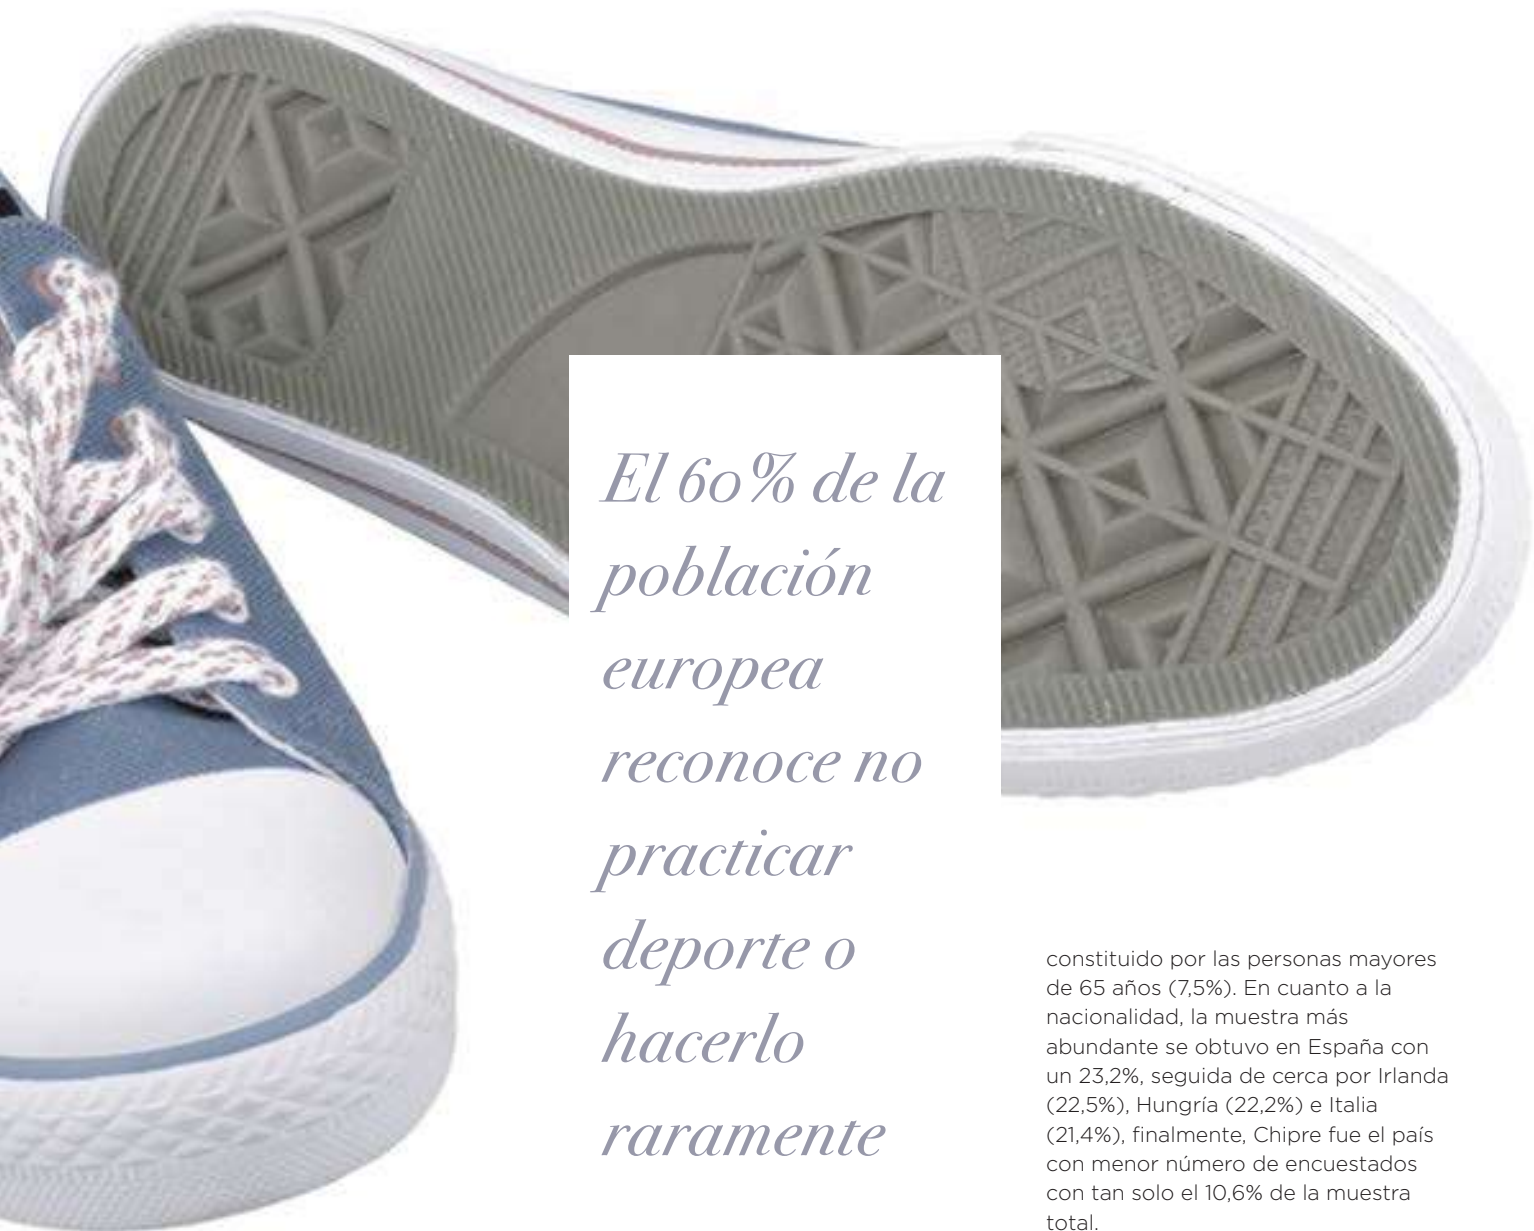 El 60% de la
población
europea
reconoce no
practicar
deporte o
hacerlo
raramente
constituido por las personas mayores
de 65 años (7,5%). En cuanto a la
nacionalidad, la muestra más
abundante se obtuvo en España con
un 23,2%, seguida de cerca por Irlanda
(22,5%), Hungría (22,2%) e Italia
(21,4%), finalmente, Chipre fue el país
con menor número de encuestados
con tan solo el 10,6% de la muestra
total.